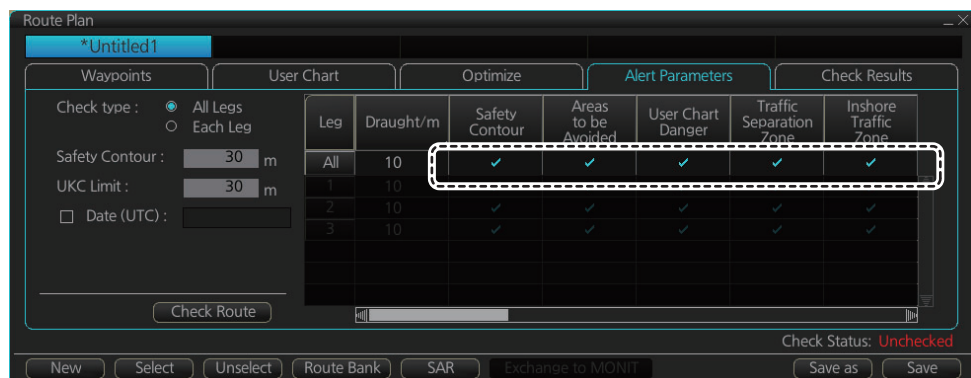 Route Plan
*Untitled1
Waypoints
User Chart
Optimize
Alert Parameters
Check Results
Check type :
All Legs
Each Leg
Safety Contour :
30 m
UKC Limit :
30 m
Date (UTC) :
Check Route
Leg
Draught/m
Safety
Contour
Areas
to be
Avoided
User Chart
Danger
Traffic
Separation
Zone
Inshore
Traffic
Zone
All 10 ✓ ✓ ✓ ✓ ✓
1 10
2 10 ✓ ✓ ✓ ✓ ✓
3 10 ✓ ✓ ✓ ✓ ✓
Check Status: Unchecked
New Select Unselect Route Bank SAR Exchange to MONIT Save as Save